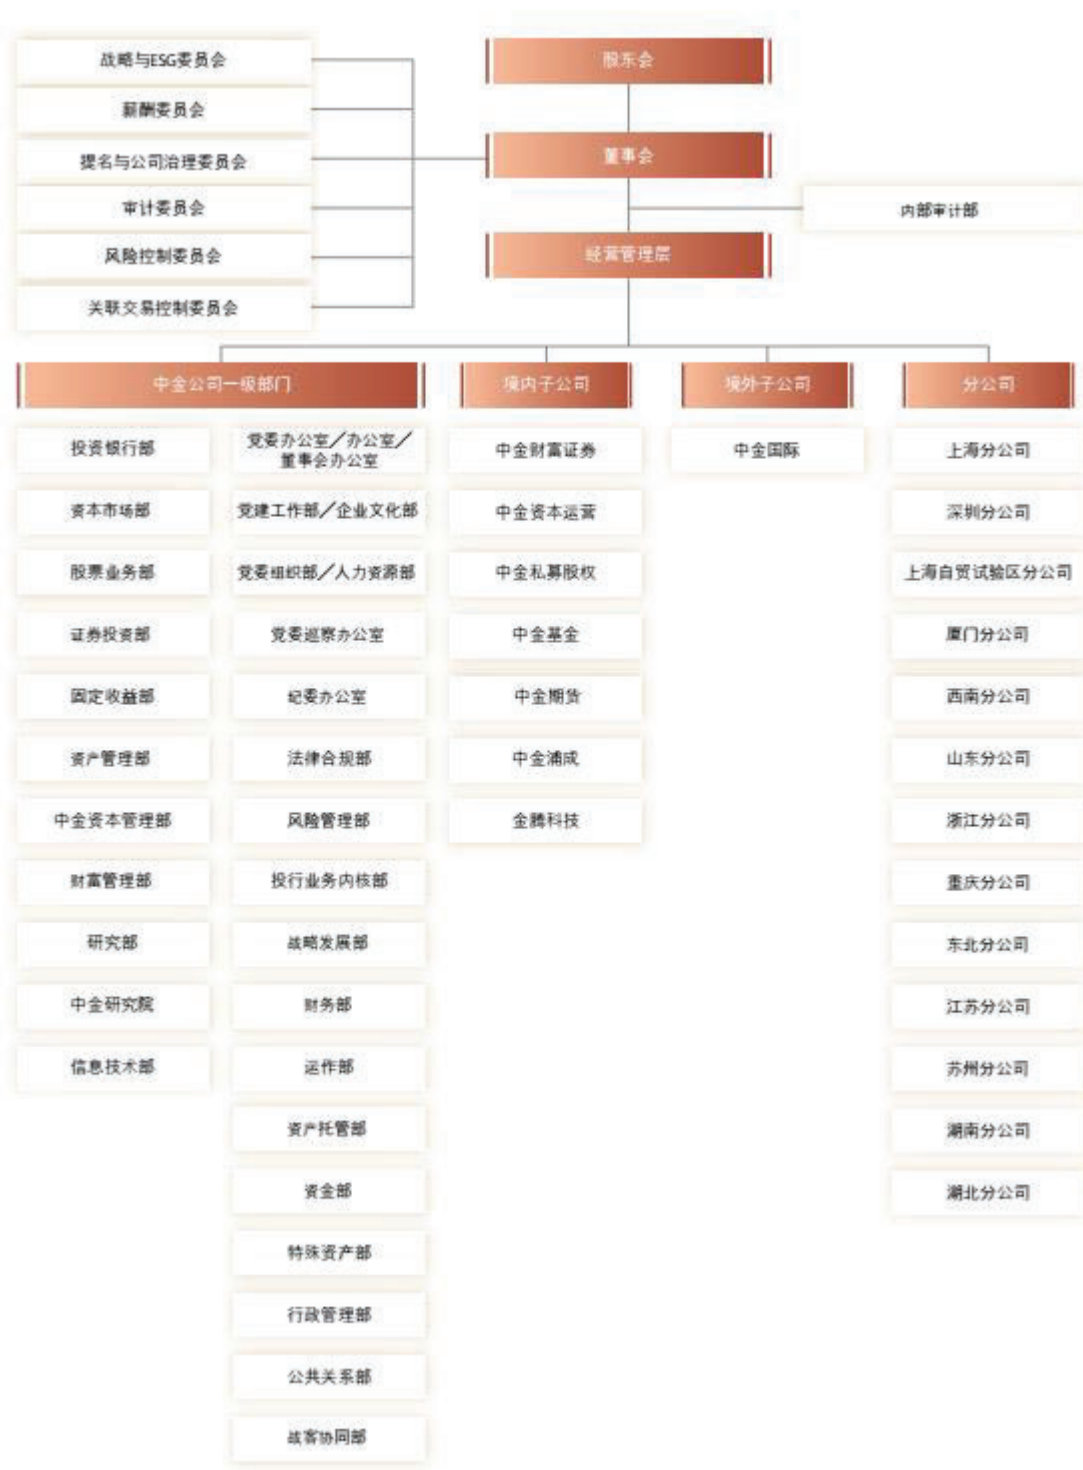 战略与ESG委员会
薪酬委员会
提名与公司治理委员会
审计委员会
风险控制委员会
关联交易控制委员会
股东会
董事会
内部审计部
经营管理层
中金公司一级部门
投资银行部
资本市场部
股票业务部
证券投资部
固定收益部
资产管理部
中金资本管理部
财富管理部
研究部
中金研究院
信息技术部
党委办公室／办公室／
董事会办公室
党建工作部／企业文化部
党委组织部／人力资源部
党委巡察办公室
纪委办公室
法律合规部
风险管理部
投行业务内核部
战略发展部
财务部
运作部
资产托管部
资金部
特殊资产部
行政管理部
公共关系部
战客协同部
境内子公司
中金财富证券
中金资本运营
中金私募股权
中金基金
中金期货
中金浦成
金腾科技
境外子公司
中金国际
分公司
上海分公司
深圳分公司
上海自贸试验区分公司
厦门分公司
西南分公司
山东分公司
浙江分公司
重庆分公司
东北分公司
江苏分公司
苏州分公司
湖南分公司
湖北分公司